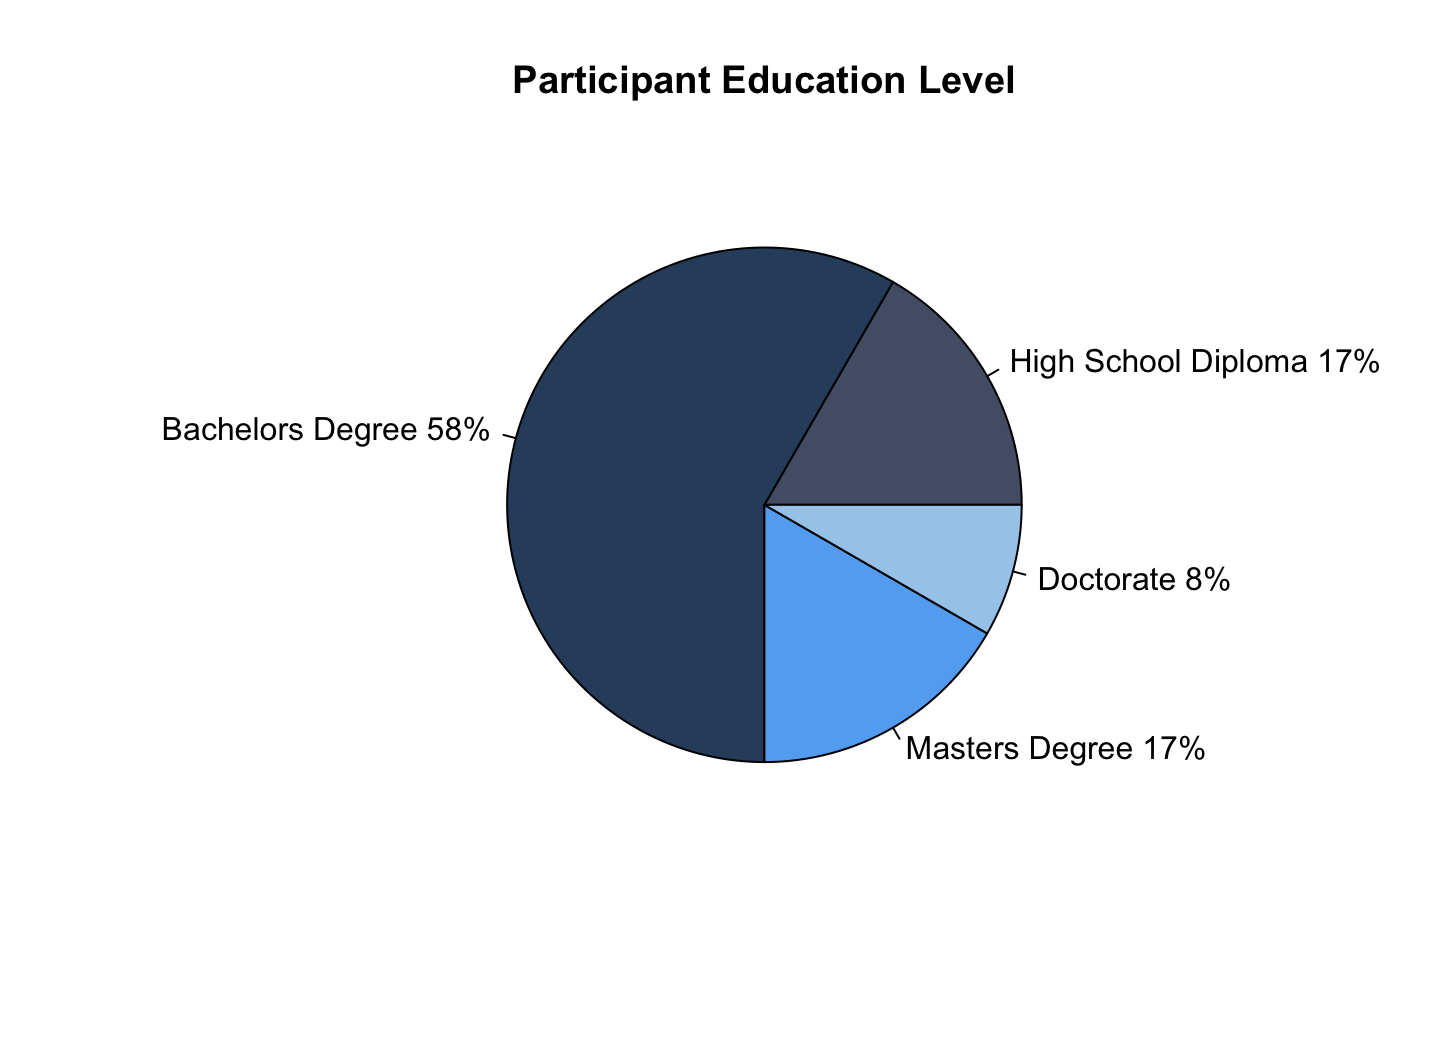 Participant Education Level
High School Diploma 17%
Bachelors Degree 58%
Doctorate 8%
Masters Degree 17%